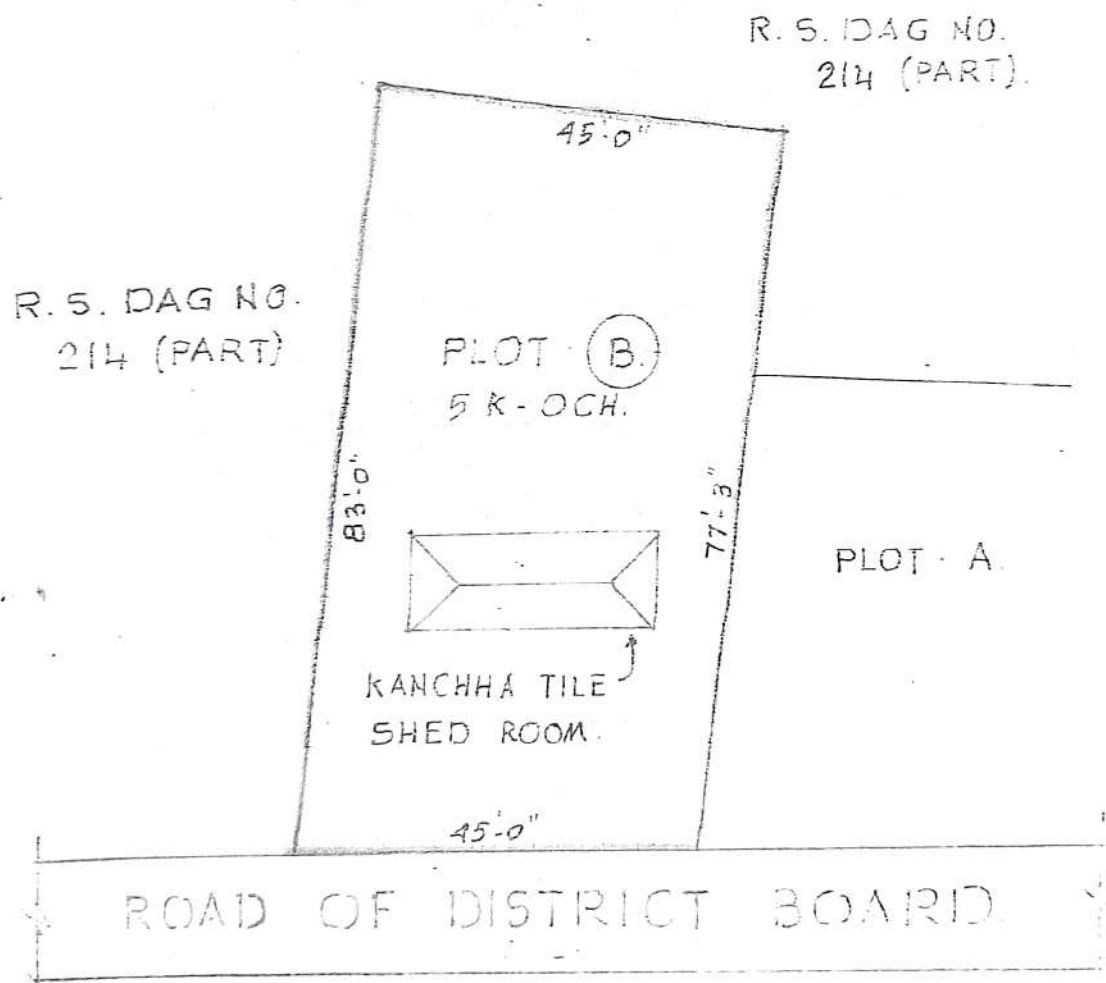 R. S. DAG NO.
214 (PART).
45'-0"
R. S. DAG NO.
214 (PART)
PLOT · B.
5 K - OCH.
83'-0"
77'-3"
PLOT · A.
KANCHHA TILE
SHED ROOM.
45'-0"
ROAD OF DISTRICT BOARD.